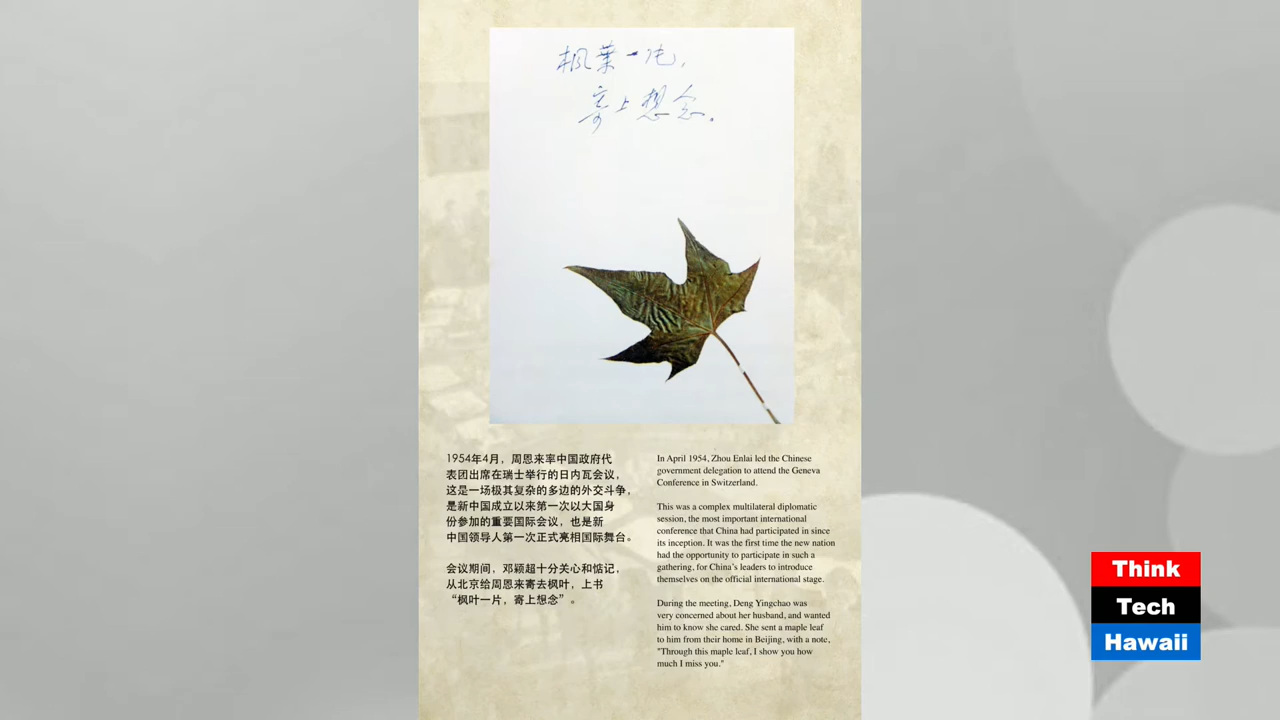 枫葉一片，
寄上想念。
1954年4月，周恩来率中国政府代
表团出席在瑞士举行的日内瓦会议，
这是一场极其复杂的多边的外交斗争，
是新中国成立以来第一次以大国身
份参加的重要国际会议，也是新
中国领导人第一次正式亮相国际舞台。
会议期间，邓颖超十分关心和惦记，
从北京给周恩来寄去枫叶，上书
“枫叶一片，寄上想念”。
In April 1954, Zhou Enlai led the Chinese
government delegation to attend the Geneva
Conference in Switzerland.
This was a complex multilateral diplomatic
session, the most important international
conference that China had participated in since
its inception. It was the first time the new nation
had the opportunity to participate in such a
gathering, for China's leaders to introduce
themselves on the official international stage.
During the meeting, Deng Yingchao was
very concerned about her husband, and wanted
him to know she cared. She sent a maple leaf
to him from their home in Beijing, with a note,
"Through this maple leaf, I show you how
much I miss you."
Think
Tech
Hawaii